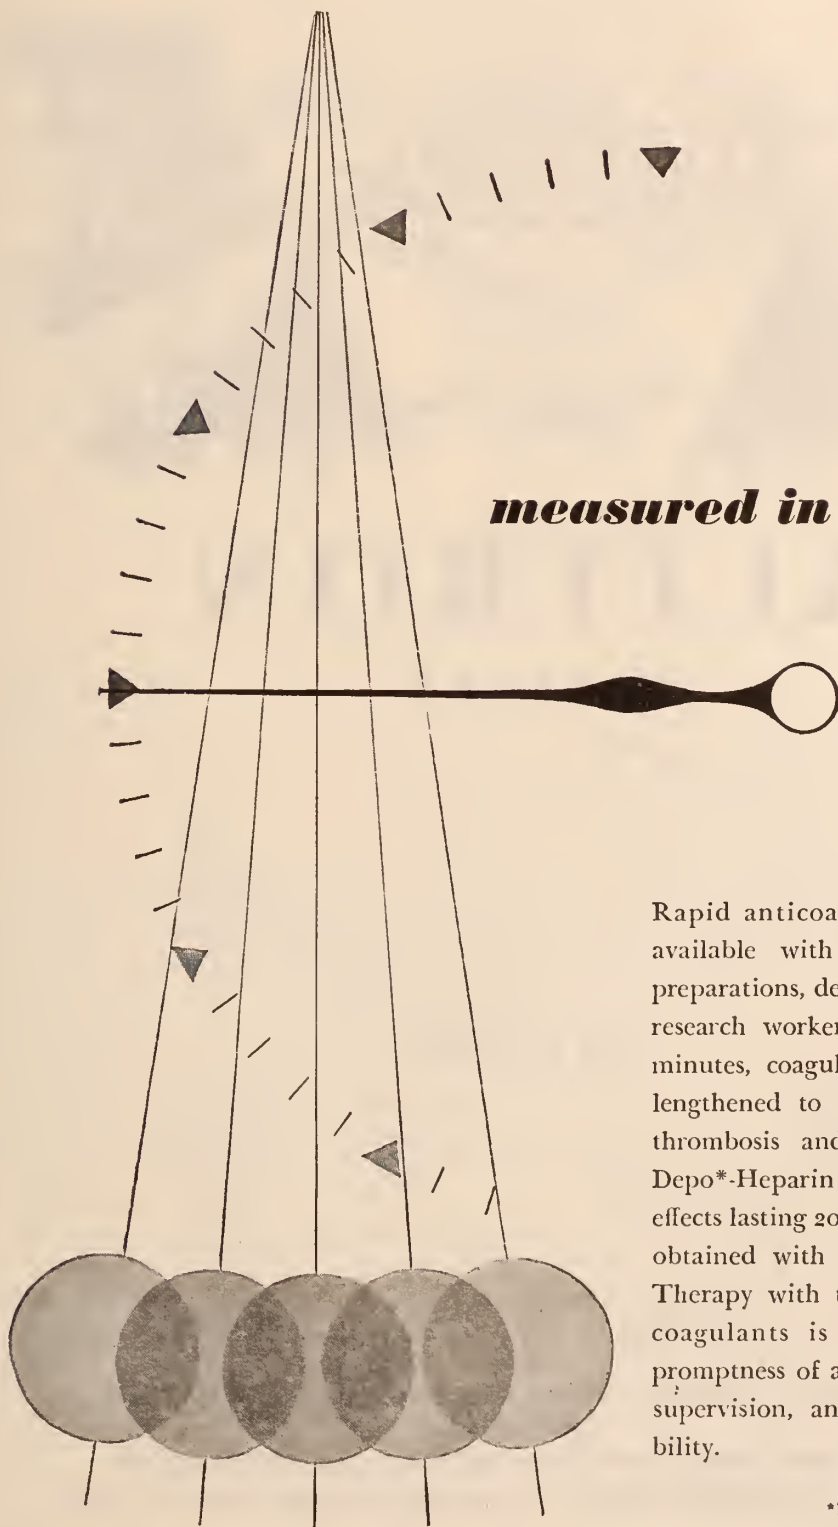 measured in
Rapid anticoa
available with
preparations, de
research worker
minutes, coagul
lengthened to
thrombosis and
Depo*-Heparin
effects lasting 20
obtained with
Therapy with
coagulants is
promptness of a
supervision, an
bility.